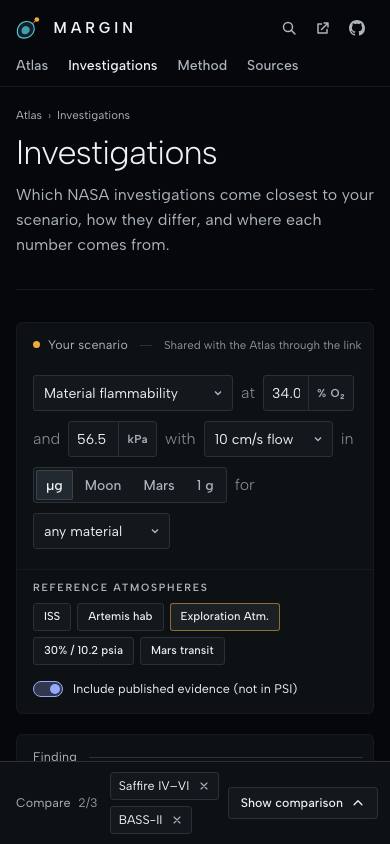 MARGIN
Atlas Investigations Method Sources
Atlas › Investigations
Investigations
Which NASA investigations come closest to your
scenario, how they differ, and where each
number comes from.
Your scenario — Shared with the Atlas through the link
Material flammability at 34.0 % O₂
and 56.5 kPa with 10 cm/s flow in
µg Moon Mars 1 g for
any material
REFERENCE ATMOSPHERES
ISS Artemis hab Exploration Atm.
30% / 10.2 psia Mars transit
Include published evidence (not in PSI)
Finding
Compare 2/3 Saffire IV–VI × Show comparison
BASS-II ×